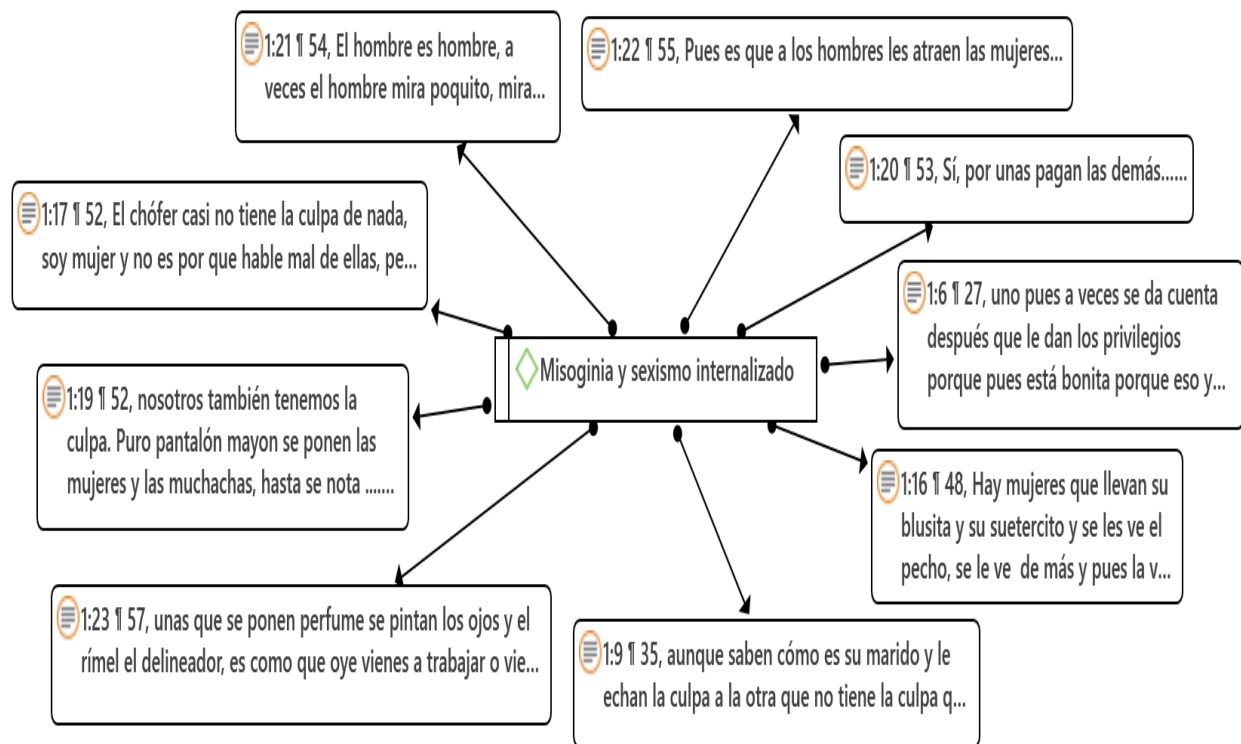 1:21 ¶ 54, El hombre es hombre, a
veces el hombre mira poquito, mira...
1:22 ¶ 55, Pues es que a los hombres les atraen las mujeres...
1:20 ¶ 53, Sí, por unas pagan las demás......
1:17 ¶ 52, El chófer casi no tiene la culpa de nada,
soy mujer y no es por que hable mal de ellas, pe...
1:6 ¶ 27, uno pues a veces se da cuenta
después que le dan los privilegios
porque pues está bonita porque eso y...
Misoginia y sexismo internalizado
1:19 ¶ 52, nosotros también tenemos la
culpa. Puro pantalón mayon se ponen las
mujeres y las muchachas, hasta se nota .......
1:16 ¶ 48, Hay mujeres que llevan su
blusita y su suetercito y se les ve el
pecho, se le ve de más y pues la v...
1:23 ¶ 57, unas que se ponen perfume se pintan los ojos y el
rímel el delineador, es como que oye vienes a trabajar o vie...
1:9 ¶ 35, aunque saben cómo es su marido y le
echan la culpa a la otra que no tiene la culpa q...